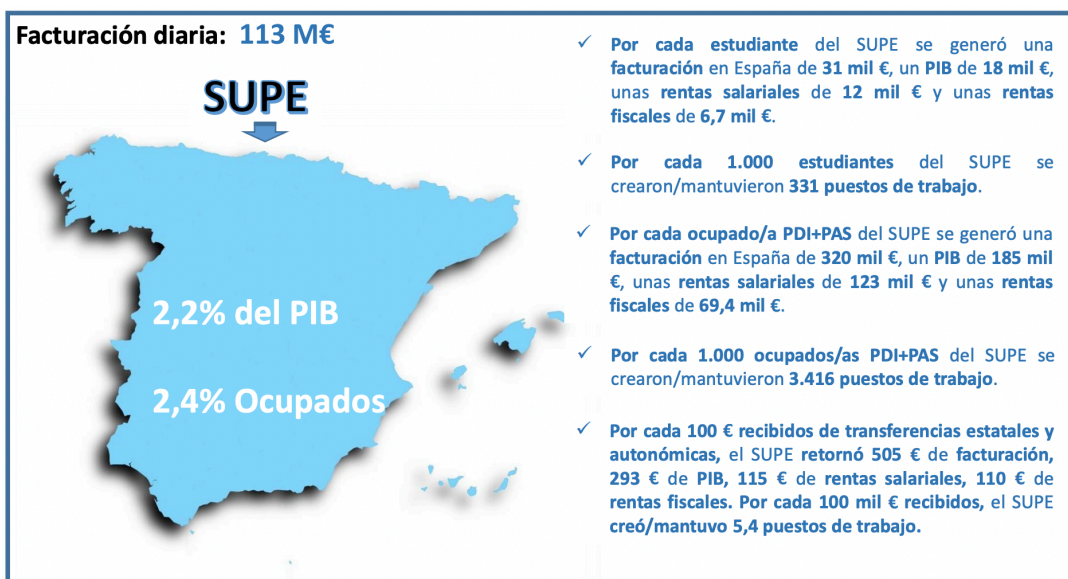 Facturación diaria: 113 M€
SUPE
2,2% del PIB
2,4% Ocupados
✓ Por cada estudiante del SUPE se generó una
facturación en España de 31 mil €, un PIB de 18 mil €,
unas rentas salariales de 12 mil € y unas rentas
fiscales de 6,7 mil €.
✓ Por cada 1.000 estudiantes del SUPE se
crearon/mantuvieron 331 puestos de trabajo.
✓ Por cada ocupado/a PDI+PAS del SUPE se generó una
facturación en España de 320 mil €, un PIB de 185 mil
€, unas rentas salariales de 123 mil € y unas rentas
fiscales de 69,4 mil €.
✓ Por cada 1.000 ocupados/as PDI+PAS del SUPE se
crearon/mantuvieron 3.416 puestos de trabajo.
✓ Por cada 100 € recibidos de transferencias estatales y
autonómicas, el SUPE retornó 505 € de facturación,
293 € de PIB, 115 € de rentas salariales, 110 € de
rentas fiscales. Por cada 100 mil € recibidos, el SUPE
creó/mantuvo 5,4 puestos de trabajo.